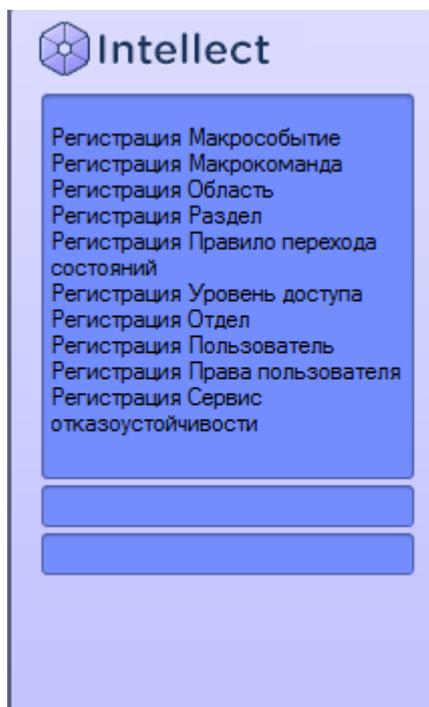 Intellect
Регистрация Макрособытие
Регистрация Макрокоманда
Регистрация Область
Регистрация Раздел
Регистрация Правило перехода
состояний
Регистрация Уровень доступа
Регистрация Отдел
Регистрация Пользователь
Регистрация Права пользователя
Регистрация Сервис
отказоустойчивости